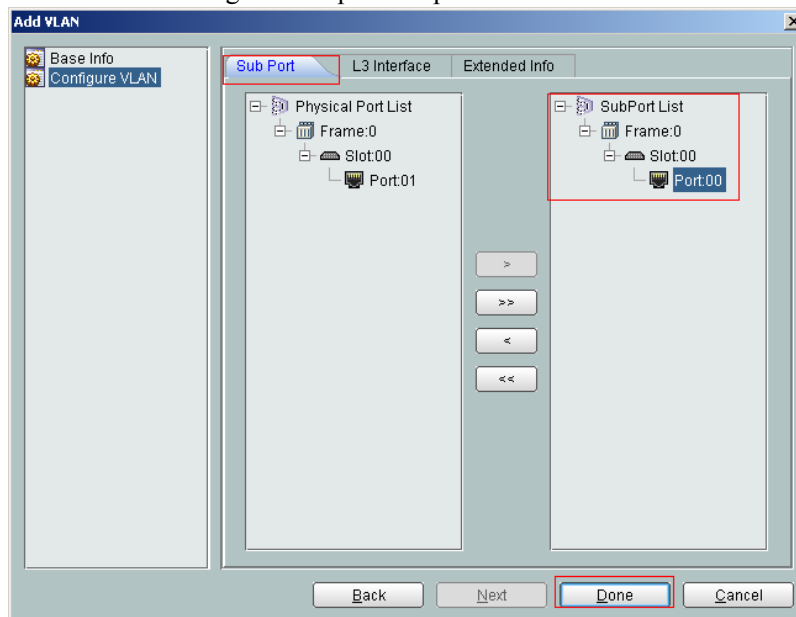 Add VLAN
Base Info
Configure VLAN
Sub Port
L3 Interface
Extended Info
Physical Port List
Frame:0
Slot:00
Port:01
>
>>
<
<<
SubPort List
Frame:0
Slot:00
Port:00
Back
Next
Done
Cancel